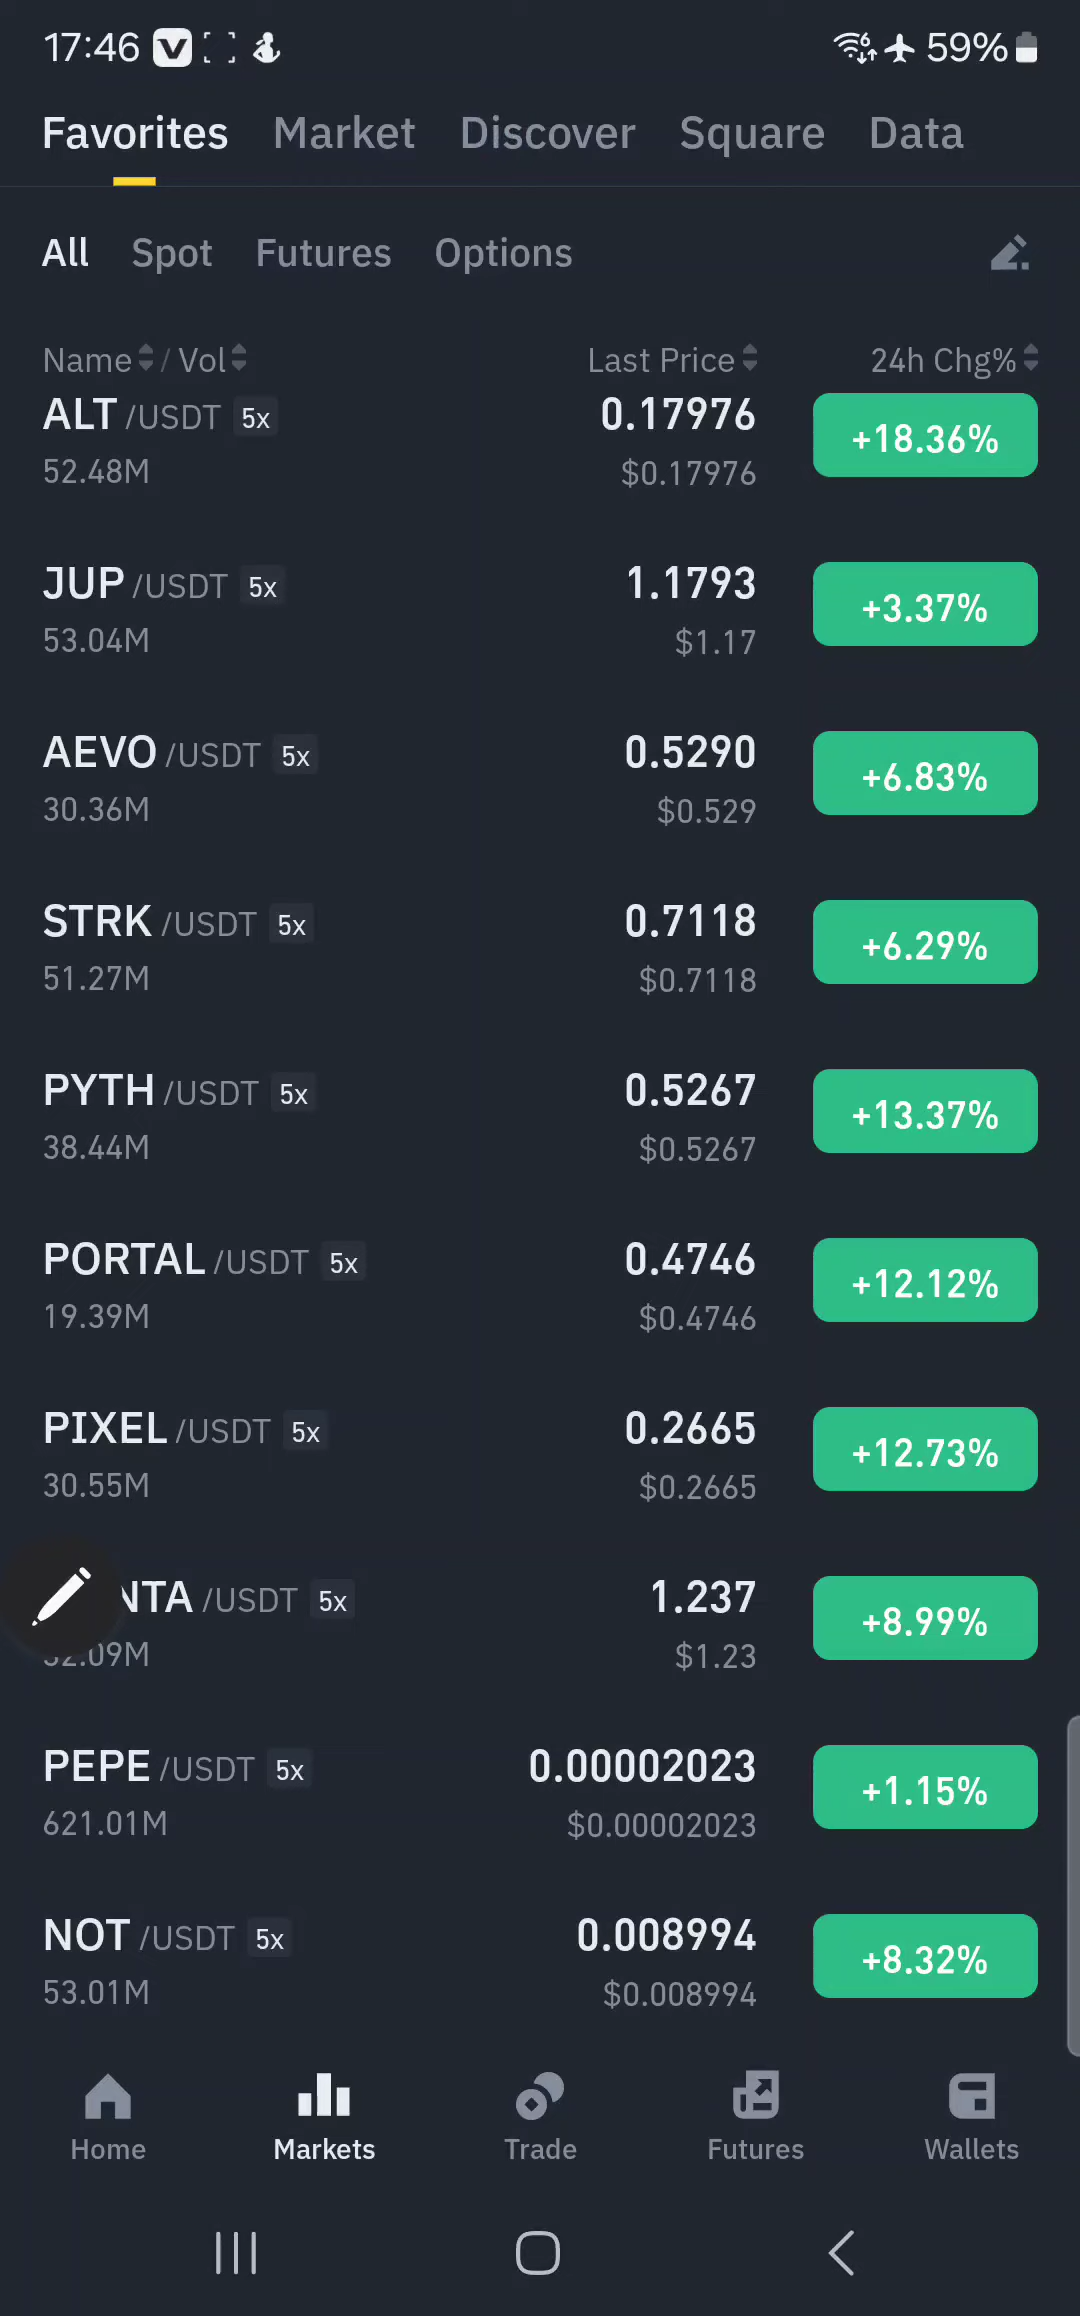 17:46 59%
Favorites Market Discover Square Data
All Spot Futures Options
Name / Vol Last Price 24h Chg%
ALT /USDT 5x 0.17976 +18.36%
52.48M $0.17976
JUP /USDT 5x 1.1793 +3.37%
53.04M $1.17
AEVO /USDT 5x 0.5290 +6.83%
30.36M $0.529
STRK /USDT 5x 0.7118 +6.29%
51.27M $0.7118
PYTH /USDT 5x 0.5267 +13.37%
38.44M $0.5267
PORTAL /USDT 5x 0.4746 +12.12%
19.39M $0.4746
PIXEL /USDT 5x 0.2665 +12.73%
30.55M $0.2665
NTA /USDT 5x 1.237 +8.99%
$1.23
PEPE /USDT 5x 0.00002023 +1.15%
621.01M $0.00002023
NOT /USDT 5x 0.008994 +8.32%
53.01M $0.008994
Home Markets Trade Futures Wallets